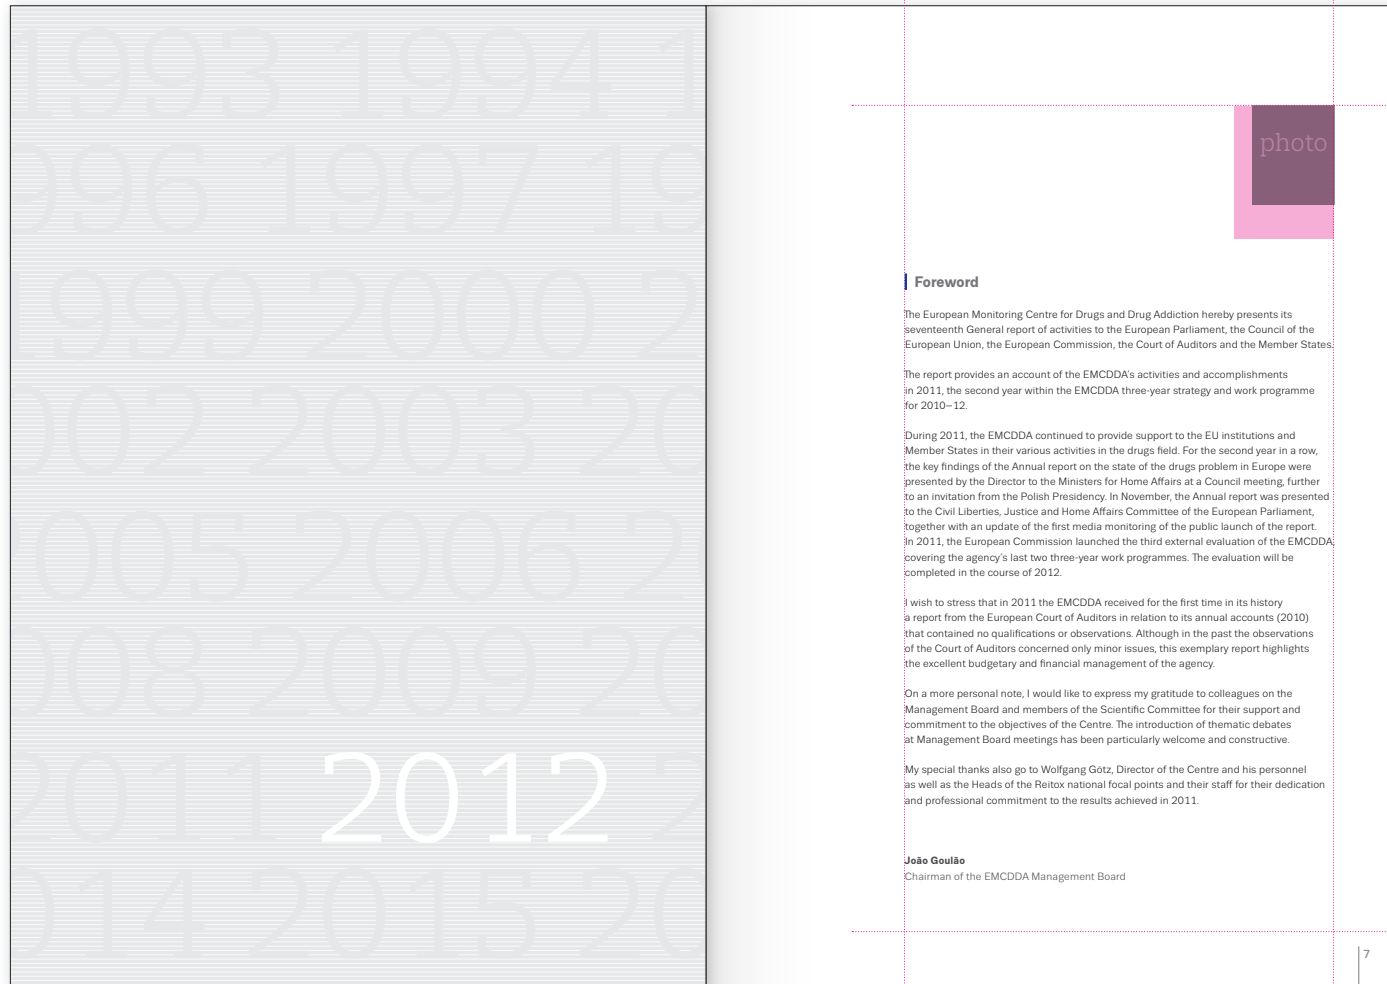 1993 1994 1
996 1997 19
1999 2000 2
002 2003 20
2005 2006 2
008 2009 20
2011 2012 2
014 2015 20
photo
Foreword
The European Monitoring Centre for Drugs and Drug Addiction hereby presents its
seventeenth General report of activities to the European Parliament, the Council of the
European Union, the European Commission, the Court of Auditors and the Member States.
The report provides an account of the EMCDDA's activities and accomplishments
in 2011, the second year within the EMCDDA three-year strategy and work programme
for 2010–12.
During 2011, the EMCDDA continued to provide support to the EU institutions and
Member States in their various activities in the drugs field. For the second year in a row,
the key findings of the Annual report on the state of the drugs problem in Europe were
presented by the Director to the Ministers for Home Affairs at a Council meeting, further
to an invitation from the Polish Presidency. In November, the Annual report was presented
to the Civil Liberties, Justice and Home Affairs Committee of the European Parliament,
together with an update of the first media monitoring of the public launch of the report.
In 2011, the European Commission launched the third external evaluation of the EMCDDA,
covering the agency's last two three-year work programmes. The evaluation will be
completed in the course of 2012.
I wish to stress that in 2011 the EMCDDA received for the first time in its history
a report from the European Court of Auditors in relation to its annual accounts (2010)
that contained no qualifications or observations. Although in the past the observations
of the Court of Auditors concerned only minor issues, this exemplary report highlights
the excellent budgetary and financial management of the agency.
On a more personal note, I would like to express my gratitude to colleagues on the
Management Board and members of the Scientific Committee for their support and
commitment to the objectives of the Centre. The introduction of thematic debates
at Management Board meetings has been particularly welcome and constructive.
My special thanks also go to Wolfgang Götz, Director of the Centre and his personnel
as well as the Heads of the Reitox national focal points and their staff for their dedication
and professional commitment to the results achieved in 2011.
João Goulão
Chairman of the EMCDDA Management Board
7